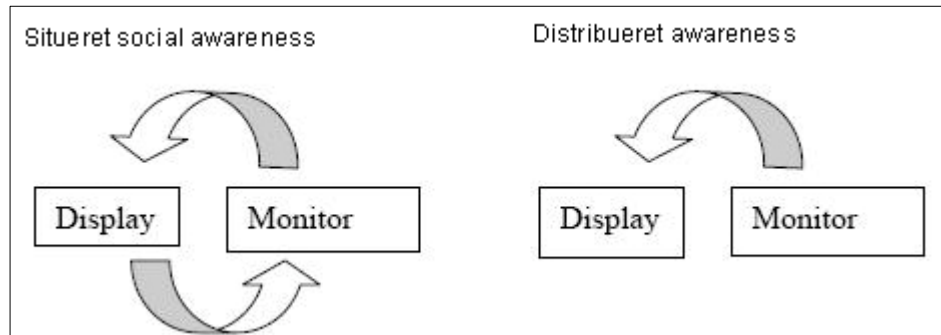 Situeret social awareness
Distribueret awareness
Display
Monitor
Display
Monitor